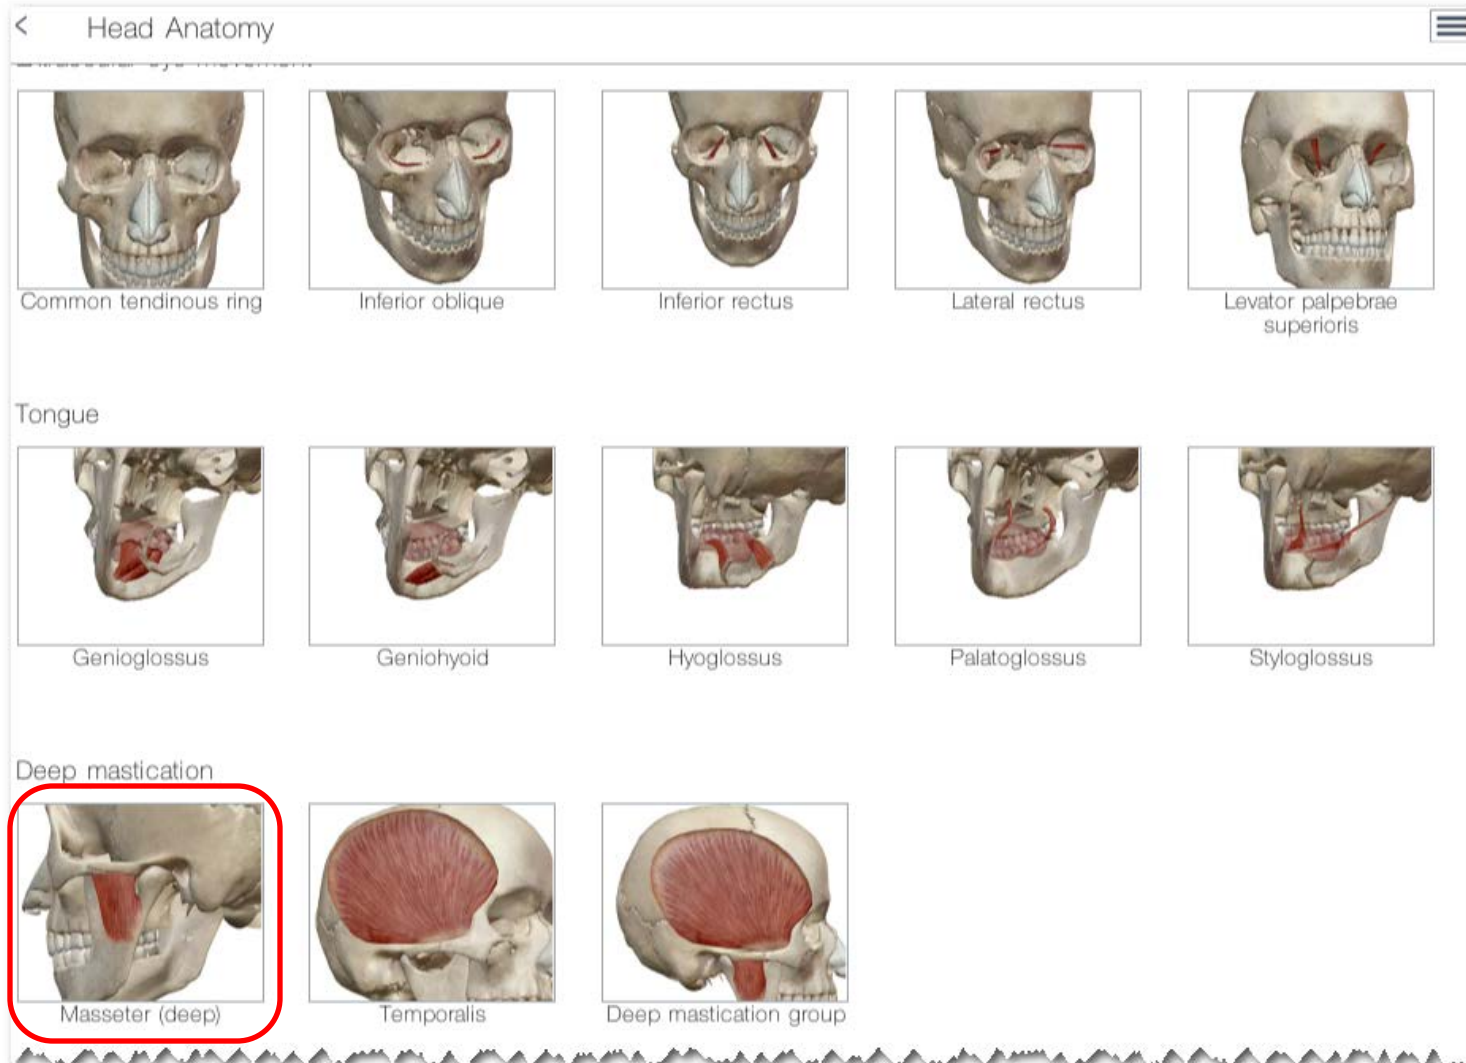 Head Anatomy
Common tendinous ring
Inferior oblique
Inferior rectus
Lateral rectus
Levator palpebrae
superioris
Tongue
Genioglossus
Geniohyoid
Hyoglossus
Palatoglossus
Styloglossus
Deep mastication
Masseter (deep)
Temporalis
Deep mastication group